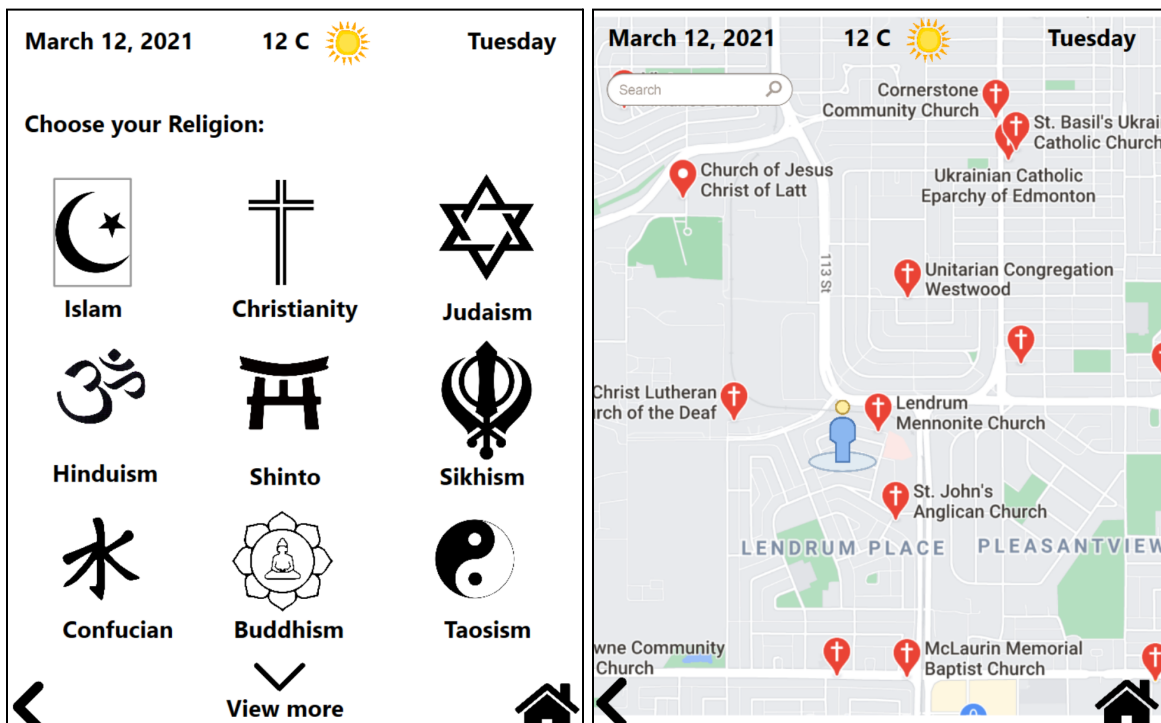 March 12, 2021 12 C Tuesday
Choose your Religion:
Islam Christianity Judaism
Hinduism Shinto Sikhism
Confucian Buddhism Taosism
View more
March 12, 2021 12 C Tuesday
Search
Cornerstone
Community Church
St. Basil's Ukrai
Catholic Church
Ukrainian Catholic
Eparchy of Edmonton
Church of Jesus
Christ of Latt
113 St
Unitarian Congregation
Westwood
Christ Lutheran
urch of the Deaf
Lendrum
Mennonite Church
St. John's
Anglican Church
LENDRUM PLACE
PLEASANTVIEW
wne Community
Church
McLaurin Memorial
Baptist Church